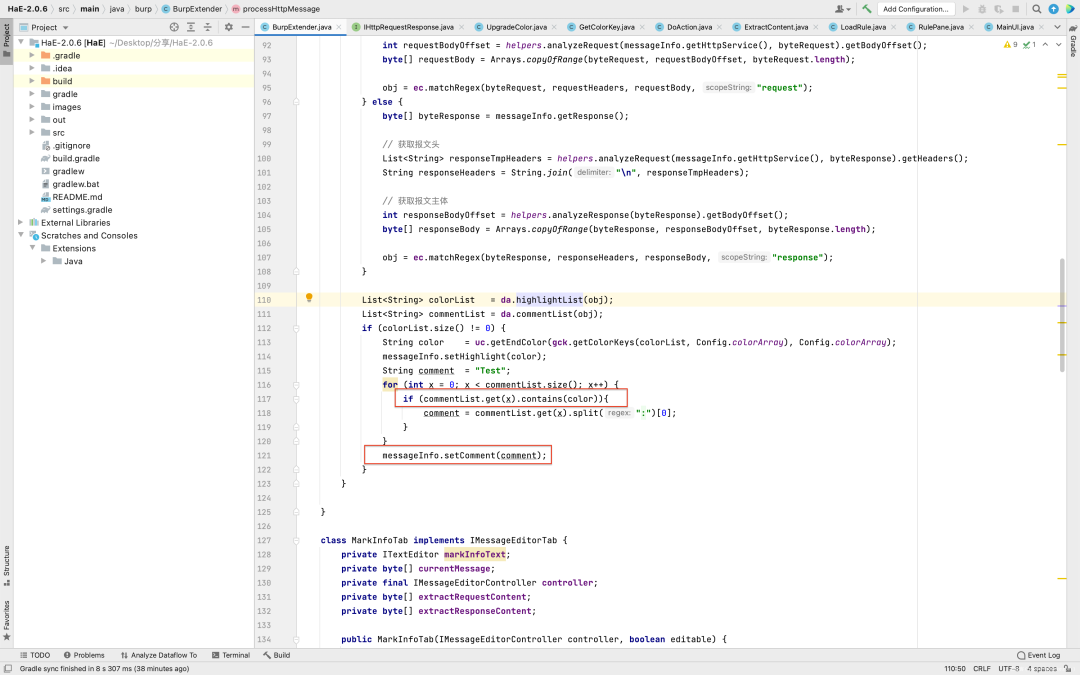 HaE-2.0.6 〉 src 〉 main 〉 java 〉 burp 〉 BurpExtender 〉 processHttpMessage
Add Configuration...
Project
BurpExtender.java
IHttpRequestResponse.java
UpgradeColor.java
GetColorKey.java
DoAction.java
ExtractContent.java
LoadRule.java
RulePane.java
MainUI.java
Project
Gradle
HaE-2.0.6 [HaE] ~/Desktop/分享/HaE-2.0.6
.gradle
.idea
build
gradle
images
out
src
.gitignore
build.gradle
gradlew
gradlew.bat
README.md
settings.gradle
External Libraries
Scratches and Consoles
Extensions
Java
9 1
92 int requestBodyOffset = helpers.analyzeRequest(messageInfo.getHttpService(), byteRequest).getBodyOffset();
93 byte[] requestBody = Arrays.copyOfRange(byteRequest, requestBodyOffset, byteRequest.length);
94
95 obj = ec.matchRegex(byteRequest, requestHeaders, requestBody, scopeString: "request");
96 } else {
97 byte[] byteResponse = messageInfo.getResponse();
98
99 // 获取报文头
100 List<String> responseTmpHeaders = helpers.analyzeRequest(messageInfo.getHttpService(), byteResponse).getHeaders();
101 String responseHeaders = String.join( delimiter: "\n", responseTmpHeaders);
102
103 // 获取报文主体
104 int responseBodyOffset = helpers.analyzeResponse(byteResponse).getBodyOffset();
105 byte[] responseBody = Arrays.copyOfRange(byteResponse, responseBodyOffset, byteResponse.length);
106
107 obj = ec.matchRegex(byteResponse, responseHeaders, responseBody, scopeString: "response");
108 }
109
110 List<String> colorList = da.highlightList(obj);
111 List<String> commentList = da.commentList(obj);
112 if (colorList.size() != 0) {
113 String color = uc.getEndColor(gck.getColorKeys(colorList, Config.colorArray), Config.colorArray);
114 messageInfo.setHighlight(color);
115 String comment = "Test";
116 for (int x = 0; x < commentList.size(); x++) {
117 if (commentList.get(x).contains(color)){
118 comment = commentList.get(x).split( regex: ":")[0];
119 }
120 }
121 messageInfo.setComment(comment);
122 }
123 }
124
125 }
126
127 class MarkInfoTab implements IMessageEditorTab {
128 private ITextEditor markInfoText;
129 private byte[] currentMessage;
130 private final IMessageEditorController controller;
131 private byte[] extractRequestContent;
132 private byte[] extractResponseContent;
133
134 public MarkInfoTab(IMessageEditorController controller, boolean editable) {
Structure
Favorites
TODO Problems Analyze Dataflow To Terminal Build
Event Log
Gradle sync finished in 8 s 307 ms (38 minutes ago)
110:50 CRLF UTF-8 4 spaces